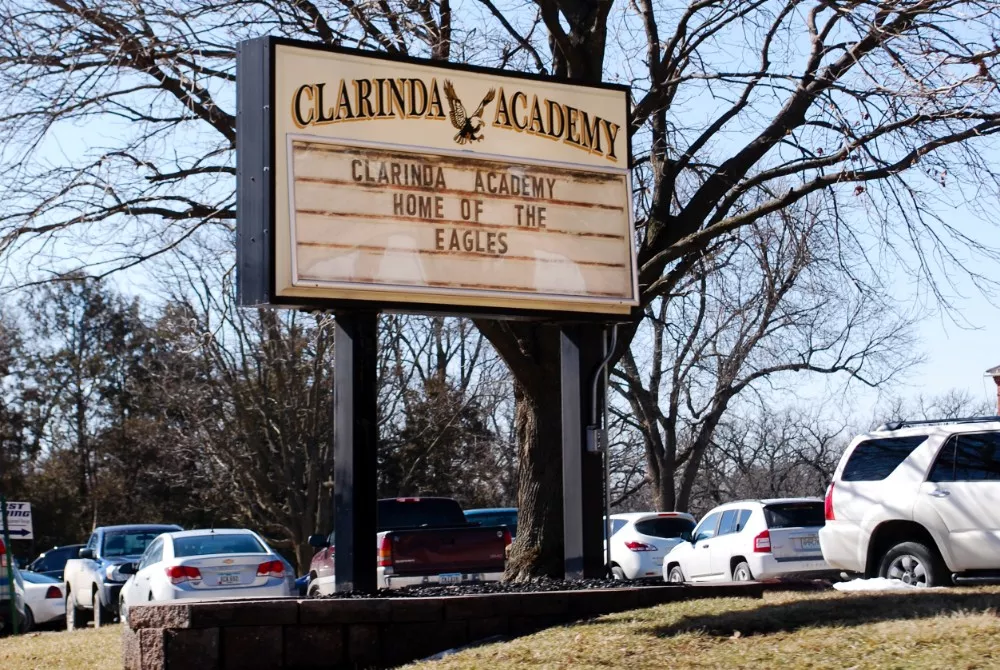 CLARINDA ACADEMY
CLARINDA ACADEMY
HOME OF THE
EAGLES